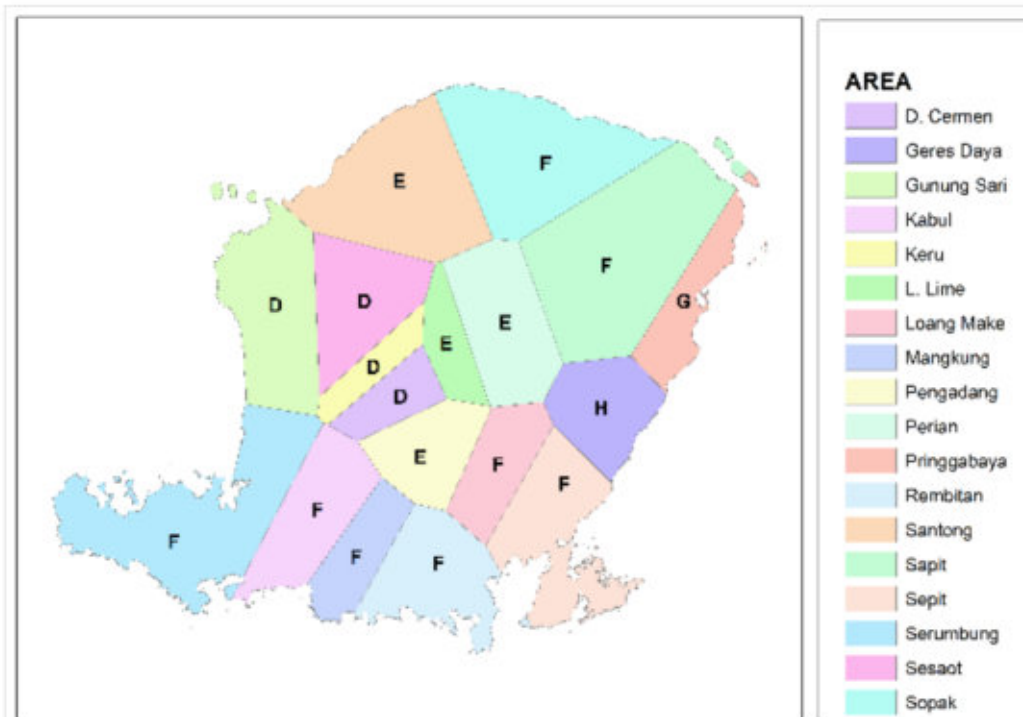 AREA
D. Cermen
Geres Daya
Gunung Sari
Kabul
Keru
L. Lime
Loang Make
Mangkung
Pengadang
Perian
Pringgabaya
Rembitan
Santong
Sapit
Sepit
Serumbung
Sesaot
Sopak
F
E
F
D
D
G
E
E
D
D
H
E
F
F
F
F
F
F